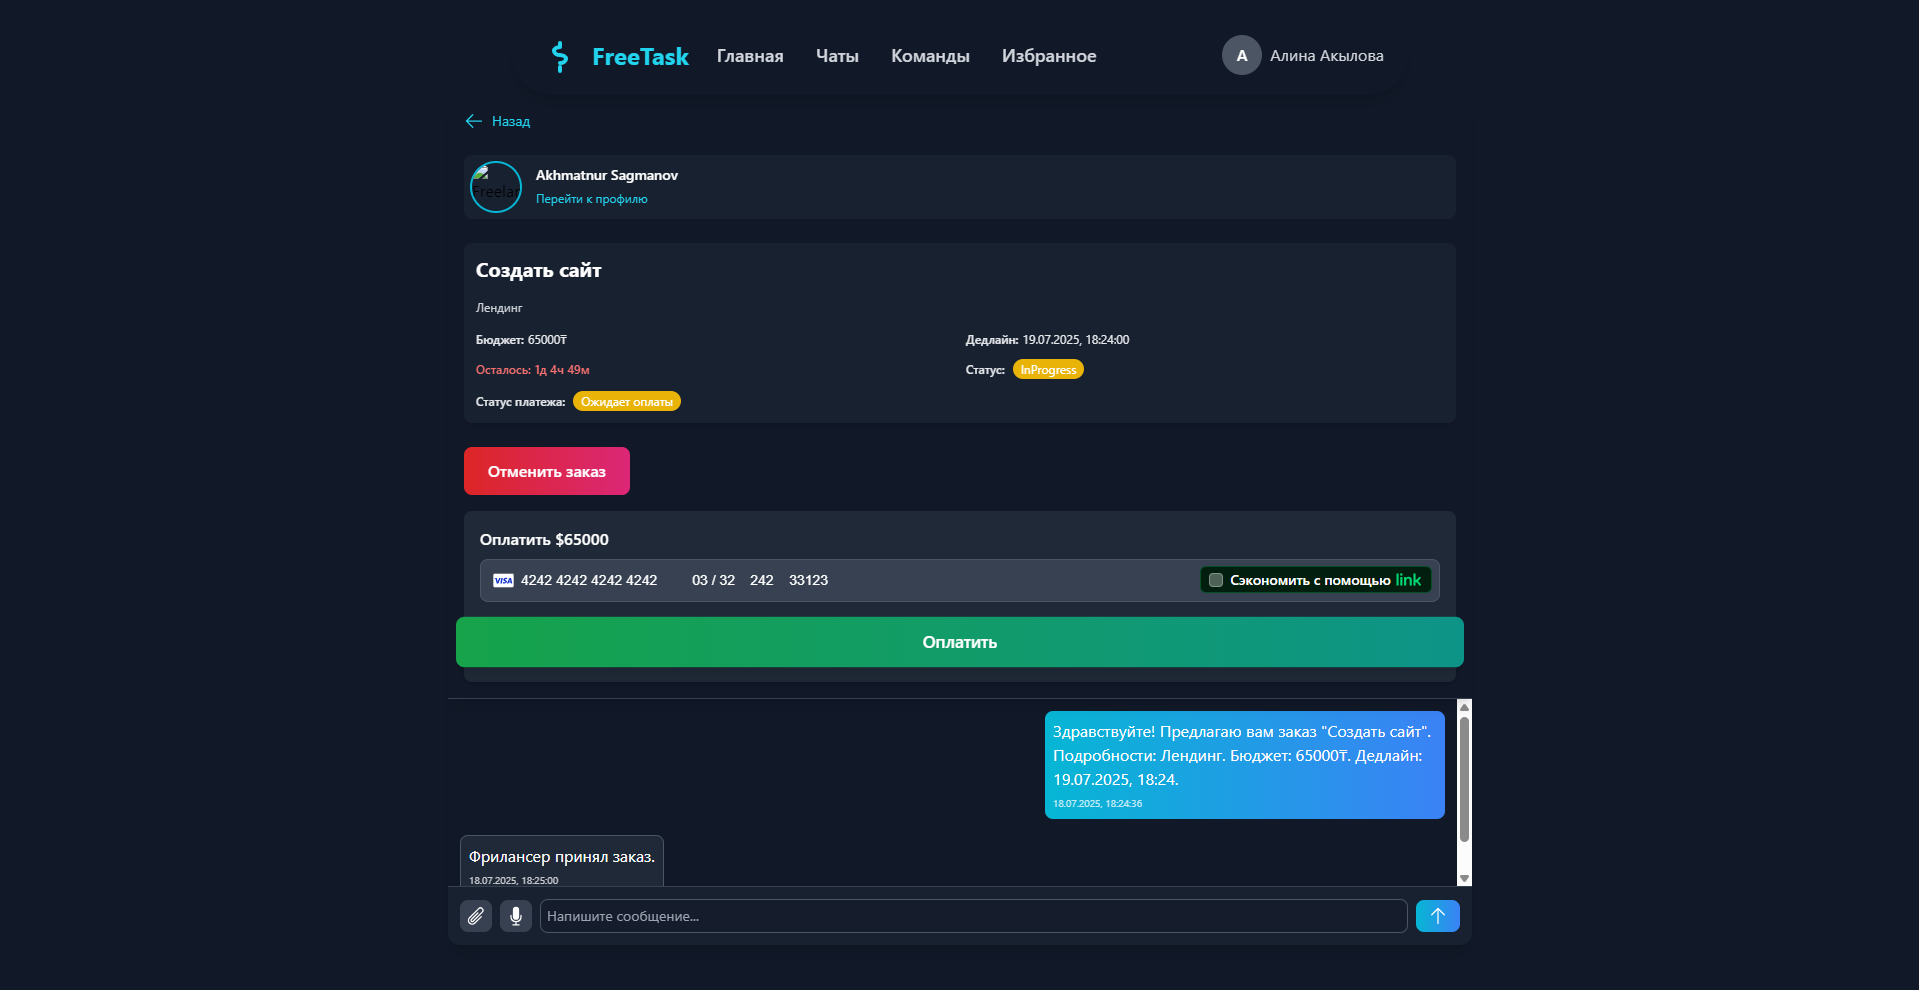 FreeTask Главная Чаты Команды Избранное A Алина Акылова
Назад
Freelan
Akhmatnur Sagmanov
Перейти к профилю
Создать сайт
Лендинг
Бюджет: 65000₸ Дедлайн: 19.07.2025, 18:24:00
Осталось: 1д 4ч 49м Статус: InProgress
Статус платежа: Ожидает оплаты
Отменить заказ
Оплатить $65000
VISA 4242 4242 4242 4242 03 / 32 242 33123 Сэкономить с помощью link
Оплатить
Здравствуйте! Предлагаю вам заказ "Создать сайт".
Подробности: Лендинг. Бюджет: 65000₸. Дедлайн:
19.07.2025, 18:24.
18.07.2025, 18:24:36
Фрилансер принял заказ.
18.07.2025, 18:25:00
Напишите сообщение...